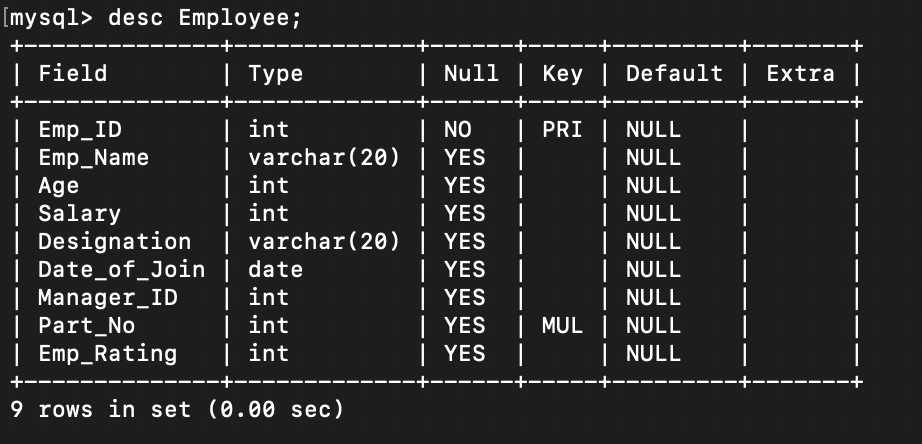 [mysql> desc Employee;
+---------------+-------------+------+-----+---------+-------+
| Field         | Type        | Null | Key | Default | Extra |
+---------------+-------------+------+-----+---------+-------+
| Emp_ID        | int         | NO   | PRI | NULL    |       |
| Emp_Name      | varchar(20) | YES  |     | NULL    |       |
| Age           | int         | YES  |     | NULL    |       |
| Salary        | int         | YES  |     | NULL    |       |
| Designation   | varchar(20) | YES  |     | NULL    |       |
| Date_of_Join  | date        | YES  |     | NULL    |       |
| Manager_ID    | int         | YES  |     | NULL    |       |
| Part_No       | int         | YES  | MUL | NULL    |       |
| Emp_Rating    | int         | YES  |     | NULL    |       |
+---------------+-------------+------+-----+---------+-------+
9 rows in set (0.00 sec)